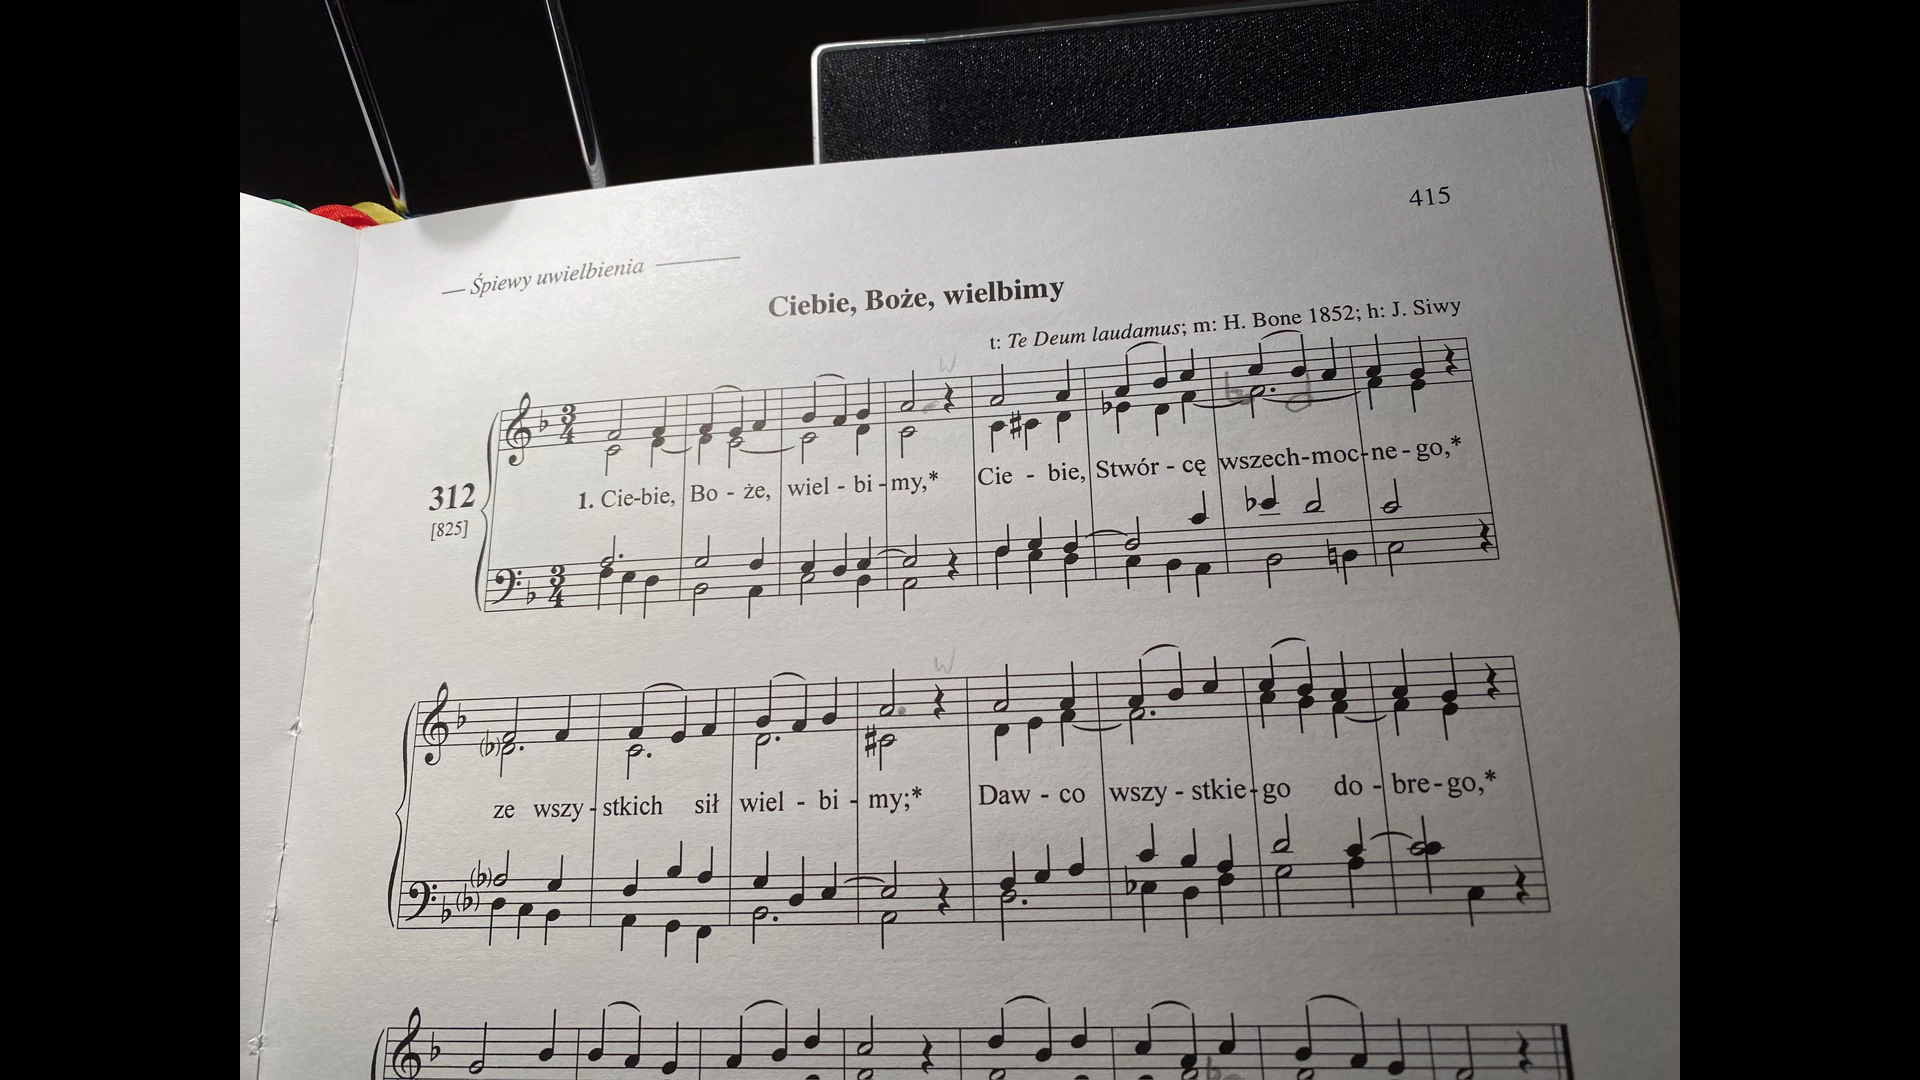 415
— Śpiewy uwielbienia —
Ciebie, Boże, wielbimy
t: Te Deum laudamus; m: H. Bone 1852; h: J. Siwy
312
[825]
1. Cie-bie, Bo - że, wiel - bi - my,* Cie - bie, Stwór - cę wszech-moc-ne - go,*
ze wszy - stkich sił wiel - bi - my;* Daw - co wszy - stkie-go do - bre-go,*